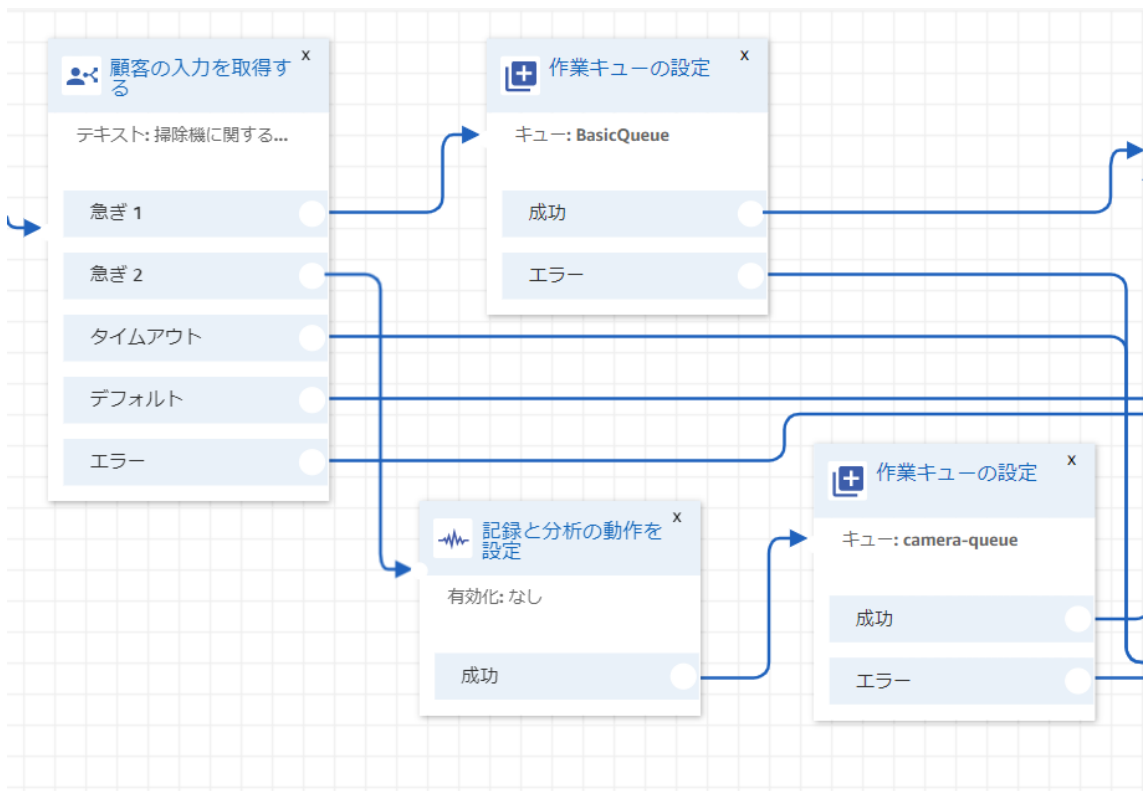 顧客の入力を取得す
る
x
テキスト: 掃除機に関する...
急ぎ 1
急ぎ 2
タイムアウト
デフォルト
エラー
作業キューの設定
x
キュー: BasicQueue
成功
エラー
記録と分析の動作を
設定
x
有効化: なし
成功
作業キューの設定
x
キュー: camera-queue
成功
エラー